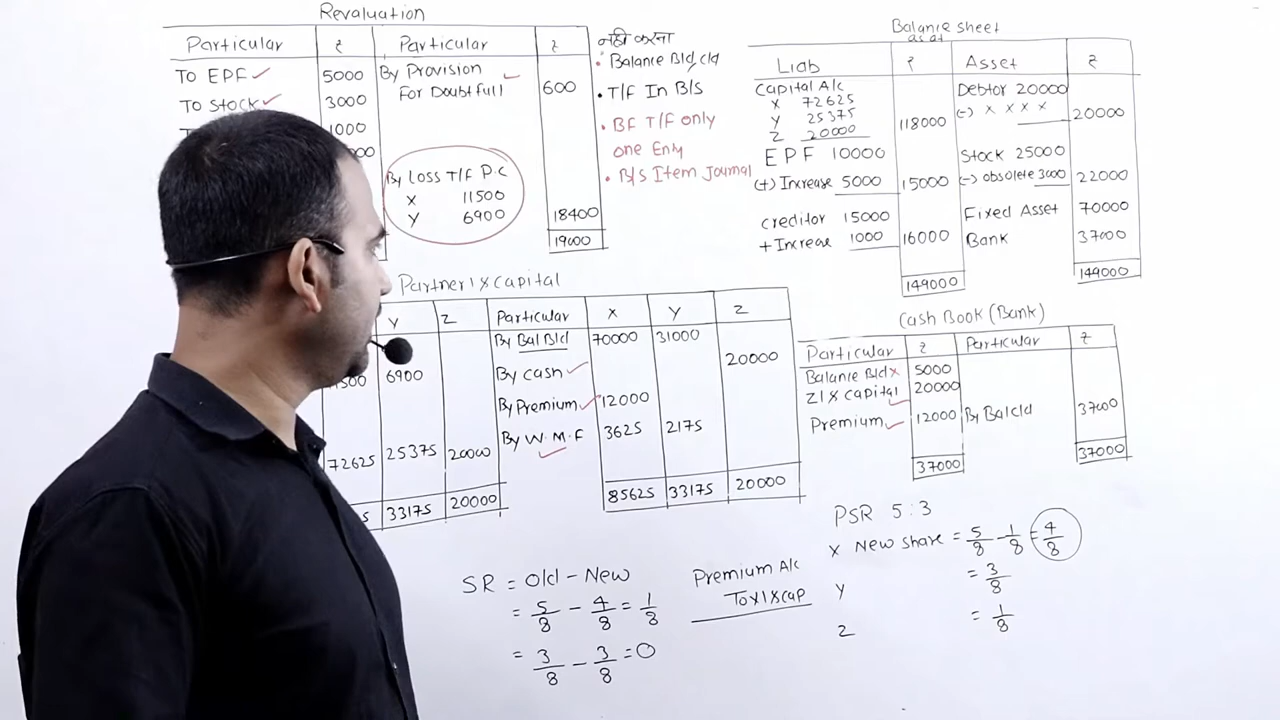 Revaluation
Particular ₹ Particular ₹
TO EPF 5000 By Provision
For Doubtfull 600
TO Stock 3000
1000
By Loss T/F P.C
X 11500
Y 6900 18400
19000
नही करना
• Balance Bld, c/d
• T/F In B/S
• BF T/F only
one Enty
• B/S Item Journal
Balance sheet
as at
Liab ₹ Asset ₹
Capital A/c
X 72625
Y 25375
Z 20000 118000
Debtor 20000
(-) X X X X 20000
EPF 10000
(+) Increase 5000 15000
Stock 25000
(-) obsolete 3000 22000
creditor 15000
+ Increase 1000 16000
Fixed Asset 70000
Bank 37000
149000 149000
Partner's capital
Y Z Particular X Y Z
By Bal Bld 70000 31000
6900 By cash 20000
By Premium 12000
By W.M.F 3625 2175
72625 25375 20000
33175 20000 85625 33175 20000
Cash Book (Bank)
Particular ₹ Particular ₹
Balance Bld X 5000
Z's capital 20000
Premium 12000 By Bal c/d 37000
37000 37000
PSR 5:3
X New share = 5/8 - 1/8 = 4/8
Y = 3/8
Z = 1/8
SR = Old - New
= 5/8 - 4/8 = 1/8
= 3/8 - 3/8 = 0
Premium A/c
To X's cap